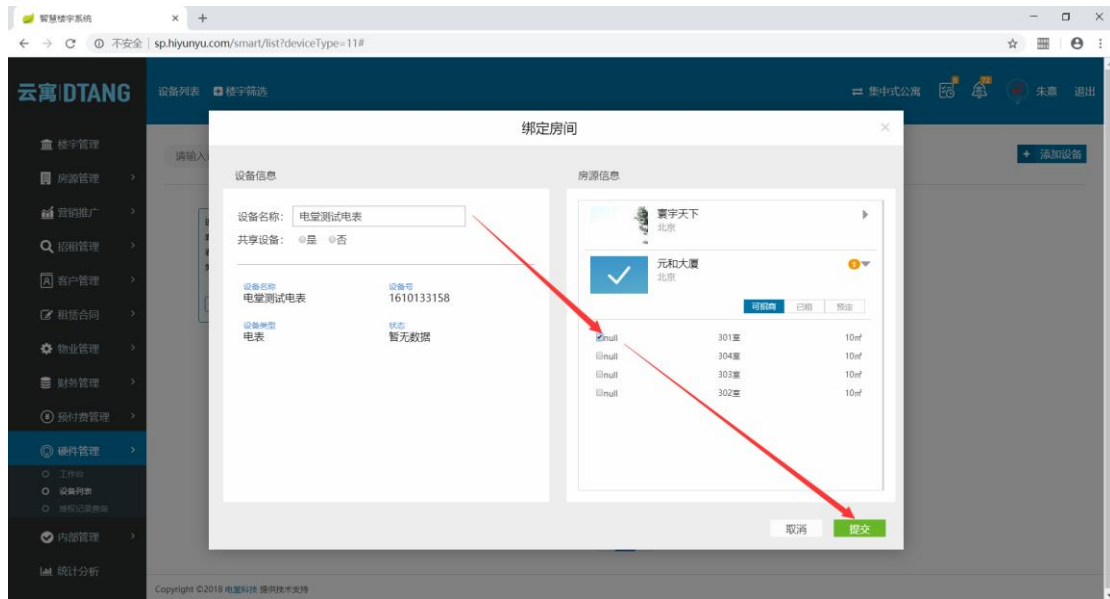 智慧楼宇系统
不安全 | sp.hiyunyu.com/smart/list?deviceType=11#
云寓|DTANG
设备列表 楼宇筛选
集中式公寓
72
朱熹 退出
楼宇管理
房源管理
营销推广
招租管理
客户管理
租赁合同
物业管理
财务管理
预付费管理
硬件管理
工作台
设备列表
授权记录查询
内部管理
统计分析
请输入
+ 添加设备
绑定房间
设备信息
设备名称: 电堂测试电表
共享设备: 是 否
设备名称 设备号
电堂测试电表 1610133158
设备类型 状态
电表 暂无数据
房源信息
寰宇天下
北京
元和大厦
1
北京
可招商 已租 预定
null 301室 10㎡
null 304室 10㎡
null 303室 10㎡
null 302室 10㎡
取消 提交
Copyright ©2018 电堂科技 提供技术支持